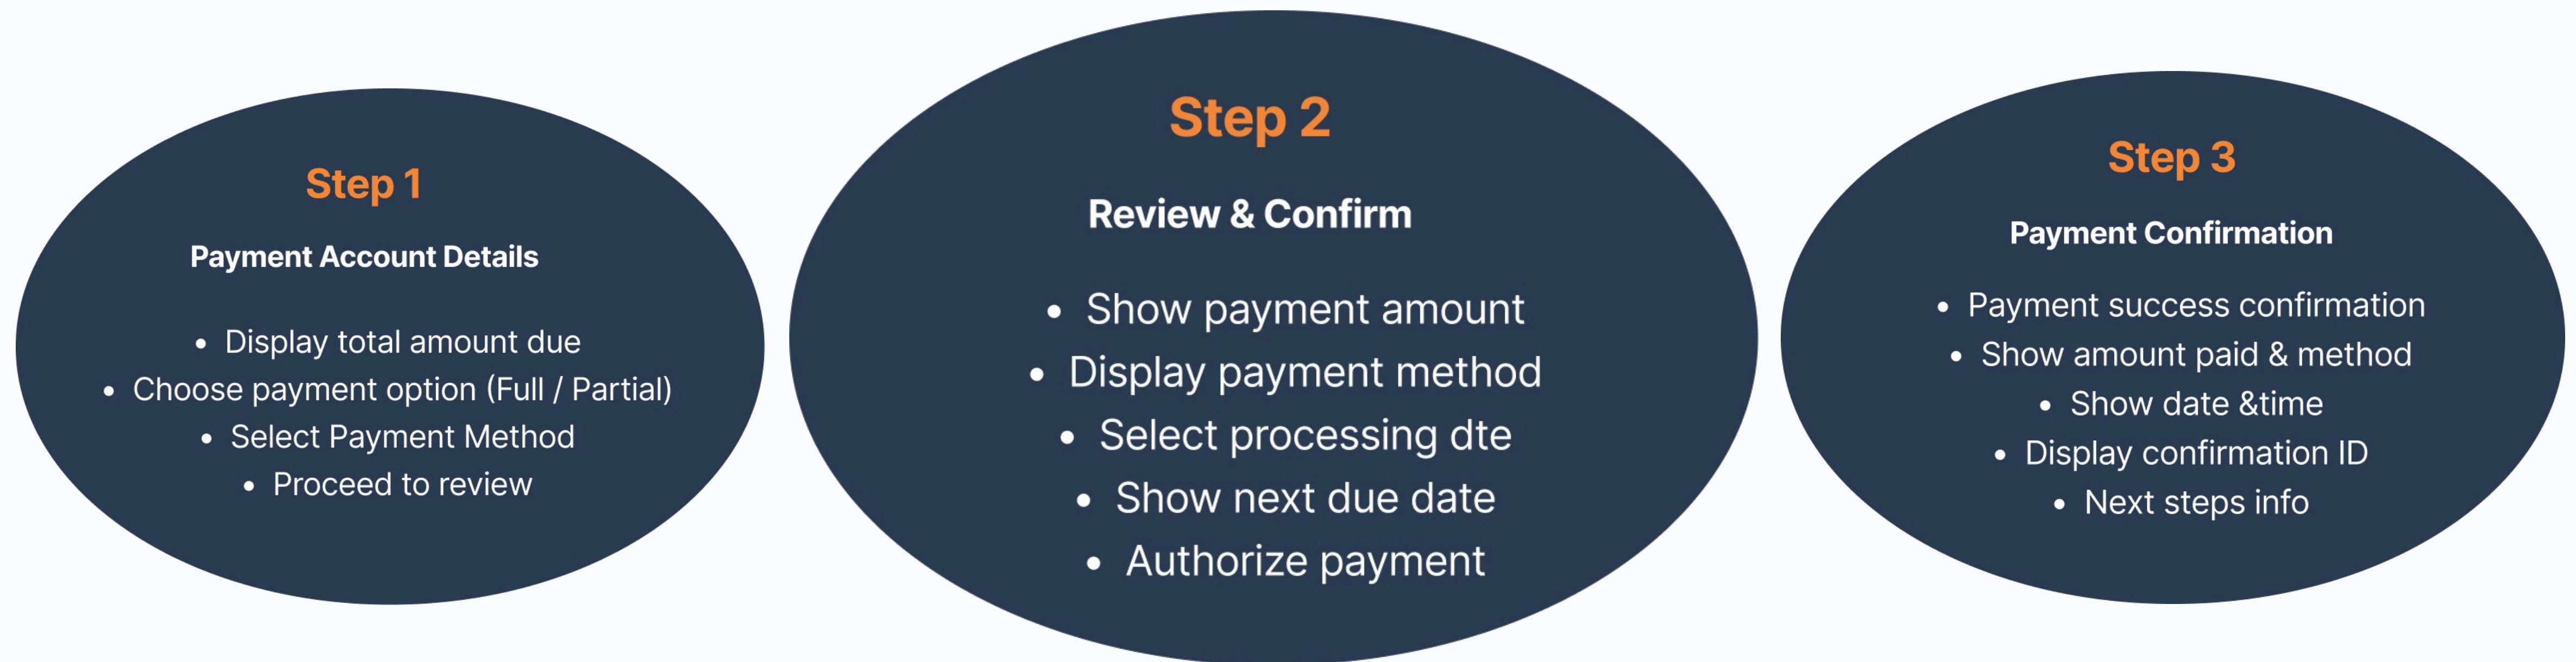 Step 1
Payment Account Details
• Display total amount due
• Choose payment option (Full / Partial)
• Select Payment Method
• Proceed to review
Step 2
Review & Confirm
• Show payment amount
• Display payment method
• Select processing dte
• Show next due date
• Authorize payment
Step 3
Payment Confirmation
• Payment success confirmation
• Show amount paid & method
• Show date &time
• Display confirmation ID
• Next steps info